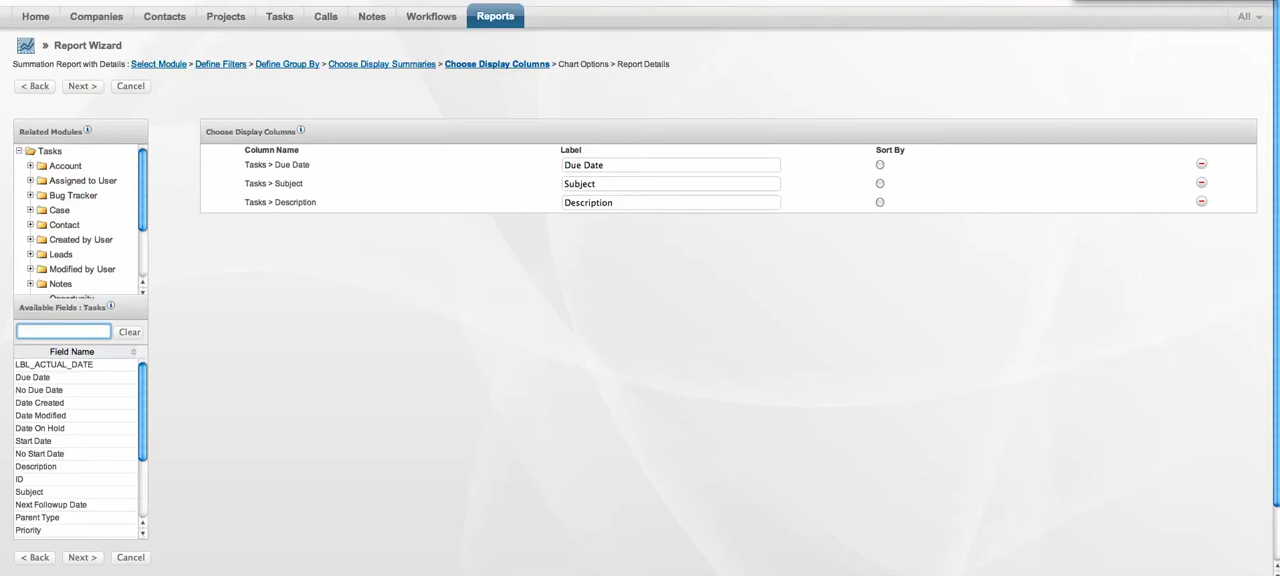 Home Companies Contacts Projects Tasks Calls Notes Workflows Reports All
» Report Wizard
Summation Report with Details : Select Module > Define Filters > Define Group By > Choose Display Summaries > Choose Display Columns > Chart Options > Report Details
< Back Next > Cancel
Related Modules
Tasks
Account
Assigned to User
Bug Tracker
Case
Contact
Created by User
Leads
Modified by User
Notes
Opportunity
Available Fields : Tasks
Clear
Field Name
LBL_ACTUAL_DATE
Due Date
No Due Date
Date Created
Date Modified
Date On Hold
Start Date
No Start Date
Description
ID
Subject
Next Followup Date
Parent Type
Priority
Choose Display Columns
Column Name Label Sort By
Tasks > Due Date Due Date
Tasks > Subject Subject
Tasks > Description Description
< Back Next > Cancel